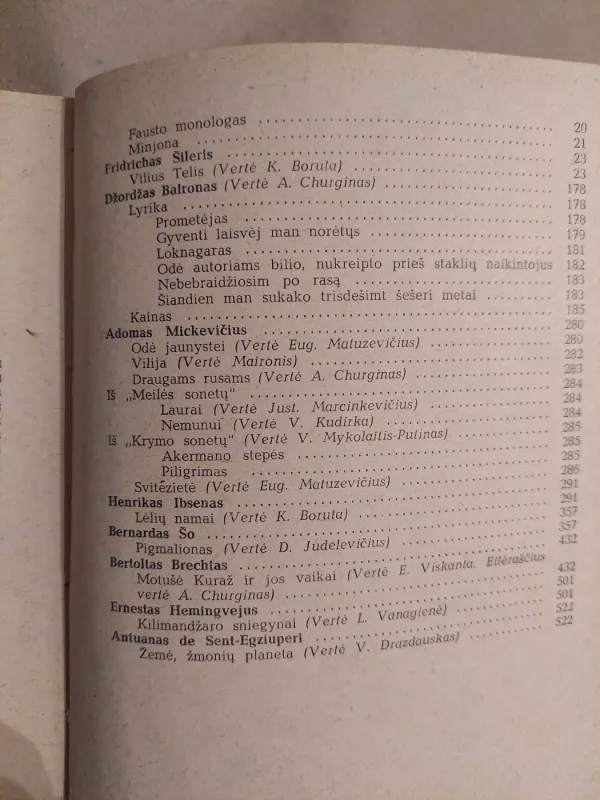 Fausto monologas 20
Minjona 21
Fridrichas Šileris 23
Vilius Telis (Vertė K. Boruta) 23
Džordžas Baironas (Vertė A. Churginas) 178
Lyrika 178
Prometėjas 178
Gyventi laisvėj man norėtųs 179
Loknagaras 181
Odė autoriams bilio, nukreipto prieš staklių naikintojus 182
Nebebraidžiosim po rasą 183
Šiandien man sukako trisdešimt šešeri metai 183
Kainas 185
Adomas Mickevičius 280
Odė jaunystei (Vertė Eug. Matuzevičius) 280
Vilija (Vertė Maironis) 282
Draugams rusams (Vertė A. Churginas) 283
Iš „Meilės sonetų" 284
Laurai (Vertė Just. Marcinkevičius) 284
Nemunui (Vertė V. Kudirka) 284
Iš „Krymo sonetų" (Vertė V. Mykolaitis-Putinas) 285
Akermano stepės 285
Piligrimas 286
Svitėzietė (Vertė Eug. Matuzevičius) 291
Henrikas Ibsenas 291
Lėlių namai (Vertė K. Boruta) 357
Bernardas Šo 357
Pigmalionas (Vertė D. Judelevičius) 432
Bertoltas Brechtas
Motušė Kuraž ir jos vaikai (Vertė E. Viskanta. Eilėraščius 432
vertė A. Churginas) 501
Ernestas Hemingvejus 501
Kilimandžaro sniegynai (Vertė L. Vanagienė) 522
Antuanas de Sent-Egziuperi 522
Žemė, žmonių planeta (Vertė V. Drazdauskas)